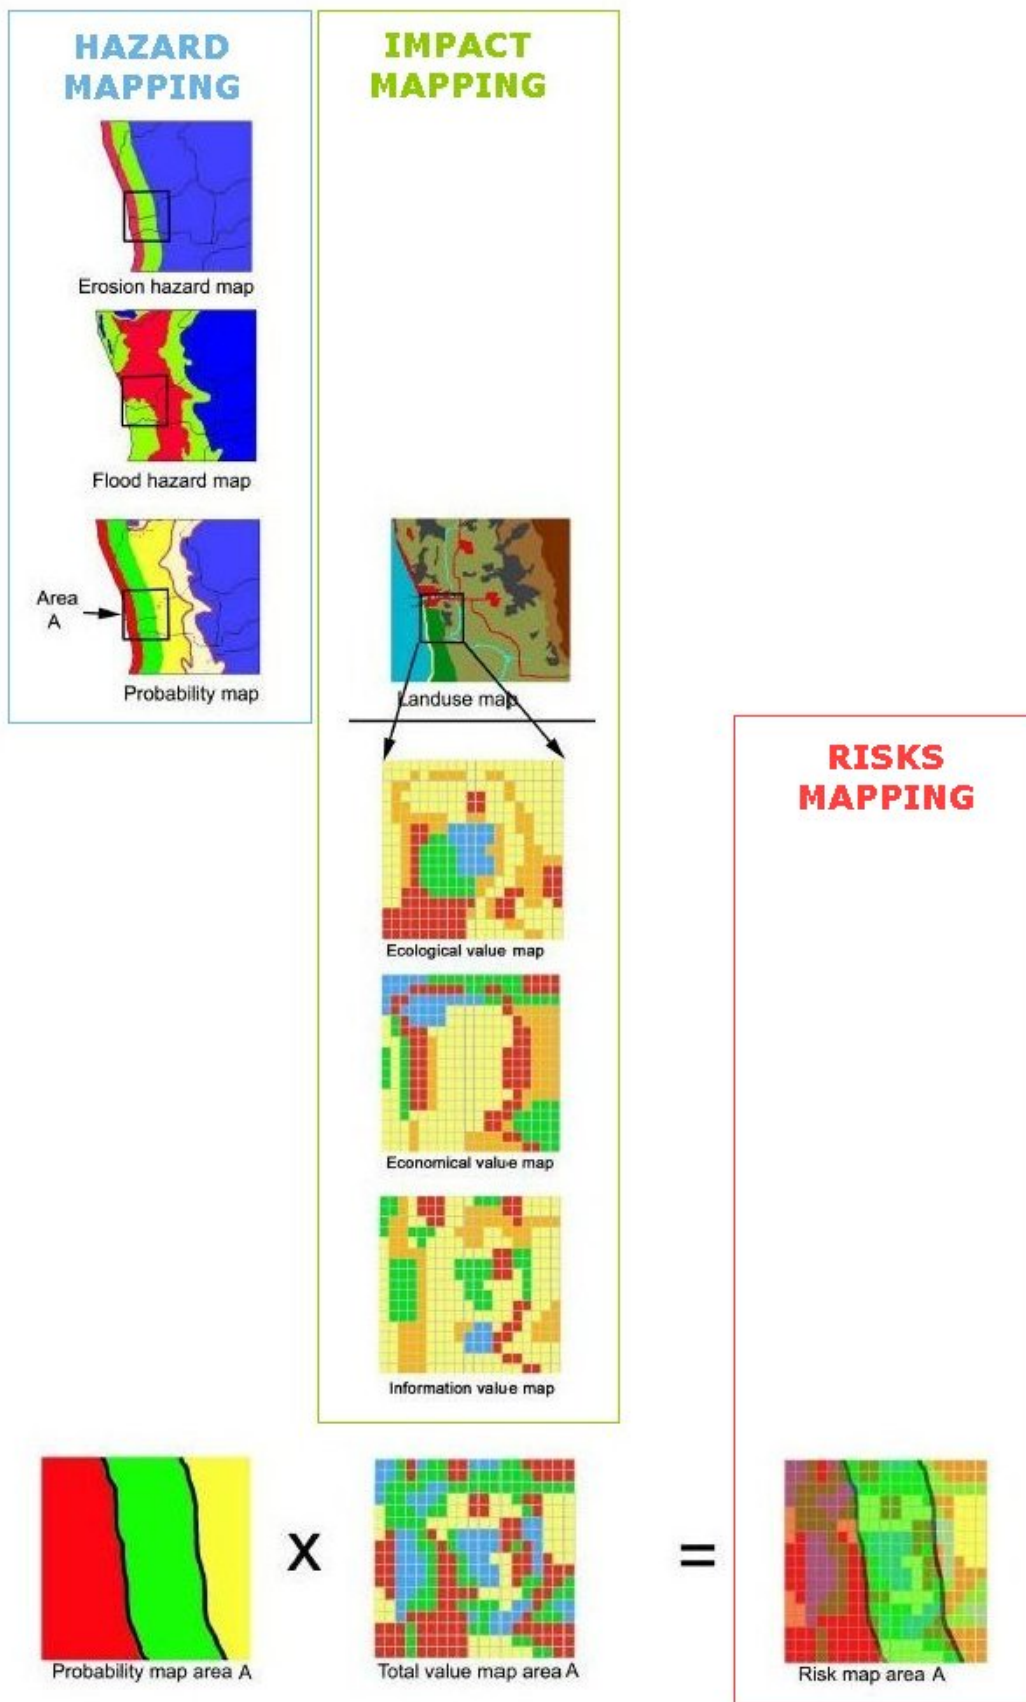 HAZARD
MAPPING
IMPACT
MAPPING
Erosion hazard map
Flood hazard map
Area
A
Probability map
Landuse map
RISKS
MAPPING
Ecological value map
Economical value map
Information value map
X
=
Probability map area A
Total value map area A
Risk map area A